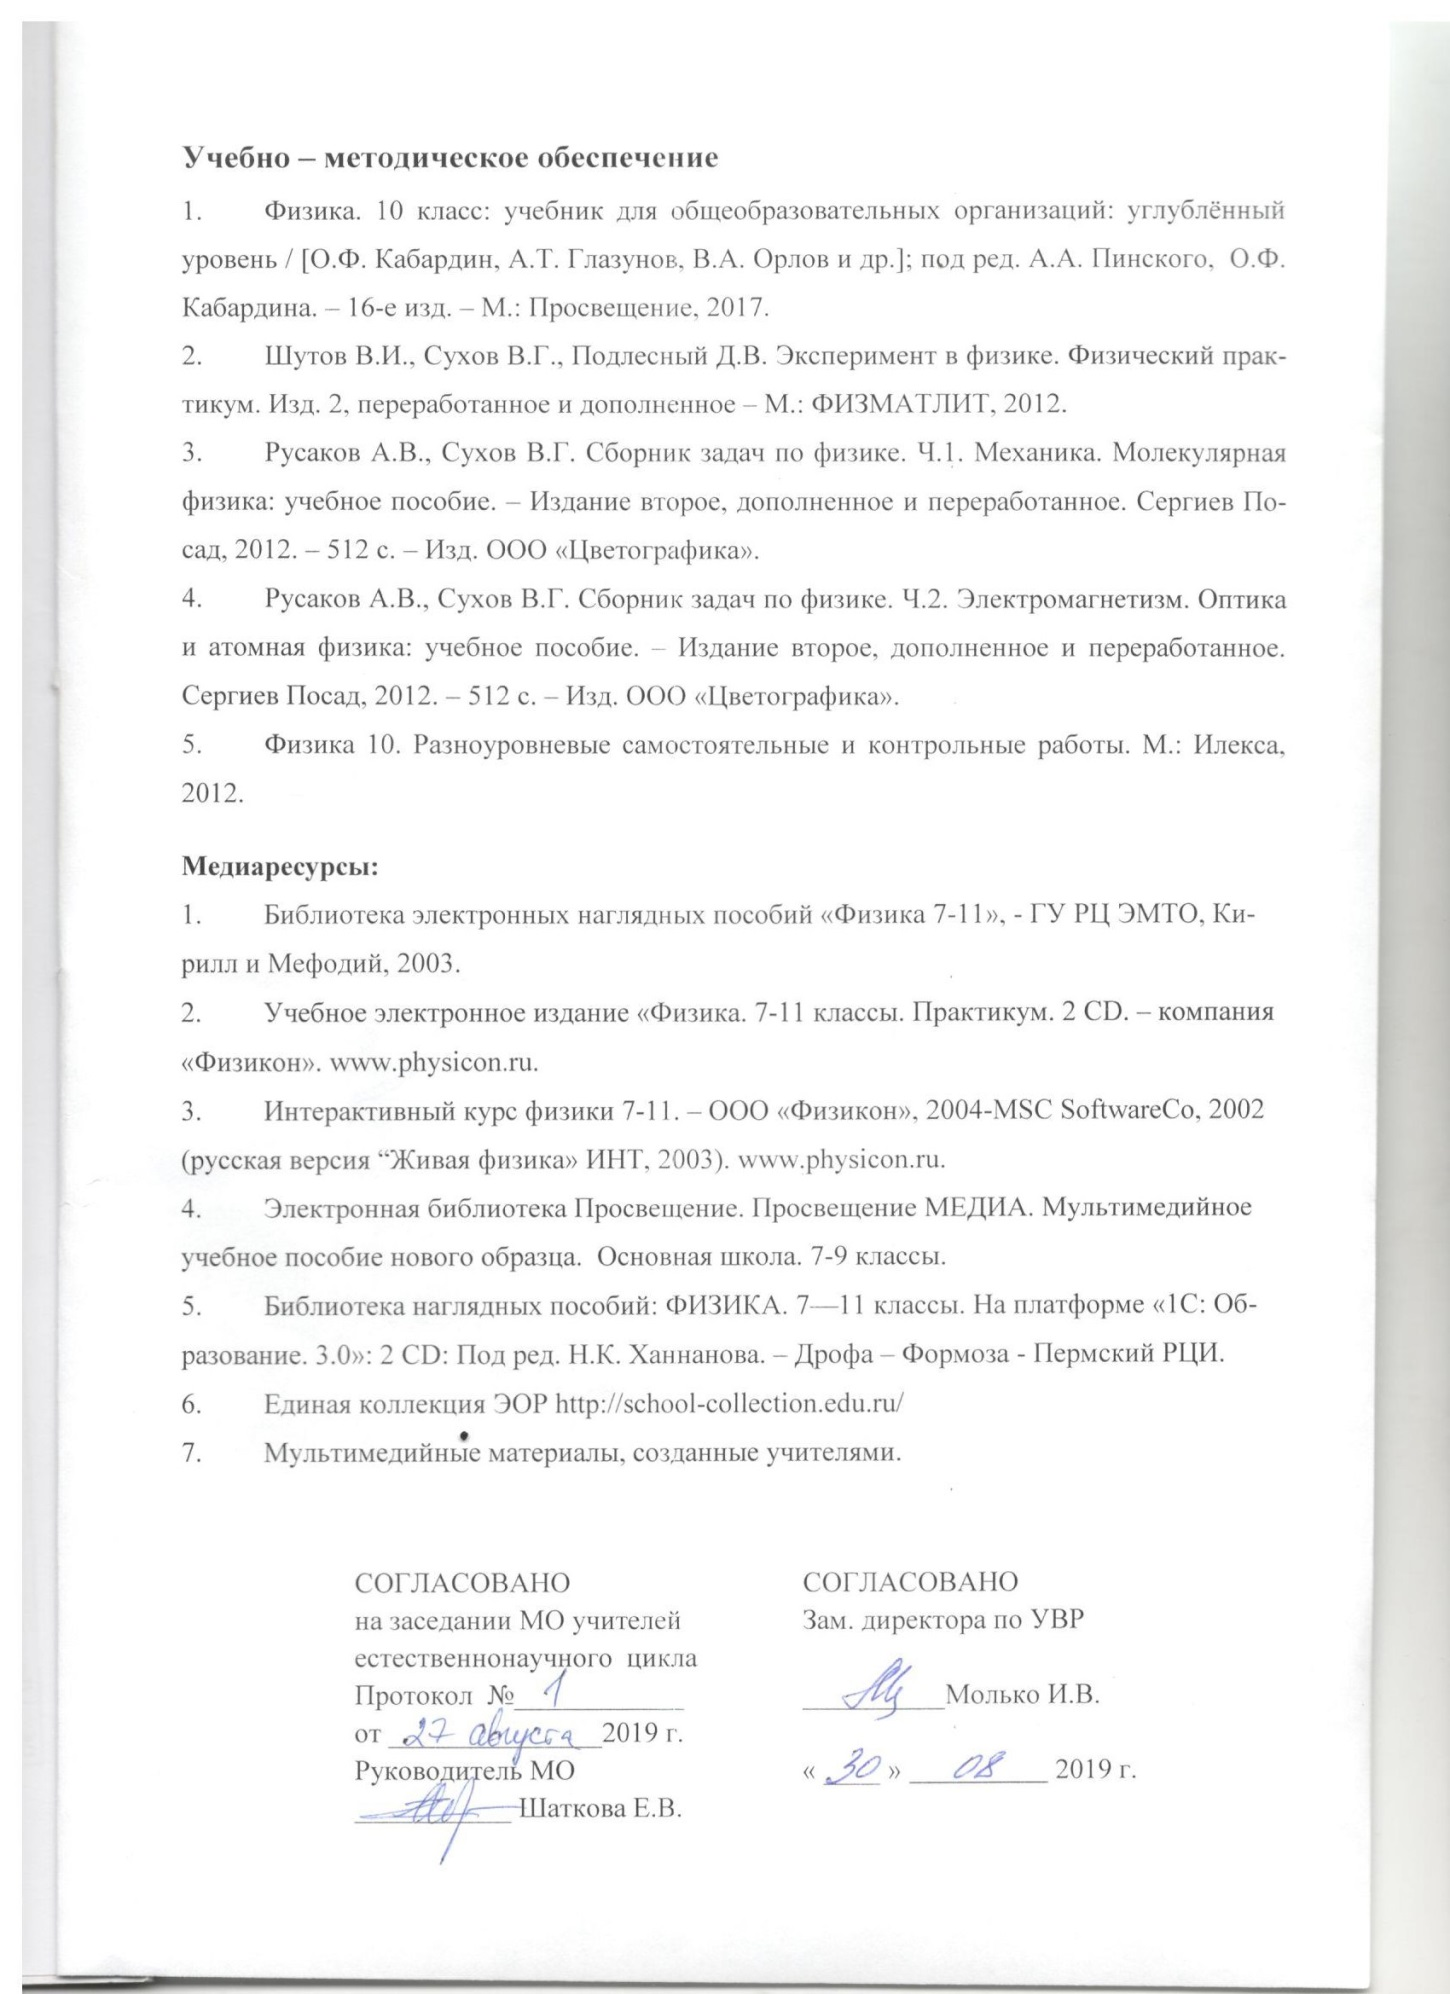 Учебно – методическое обеспечение
1. Физика. 10 класс: учебник для общеобразовательных организаций: углублённый
уровень / [О.Ф. Кабардин, А.Т. Глазунов, В.А. Орлов и др.]; под ред. А.А. Пинского, О.Ф.
Кабардина. – 16-е изд. – М.: Просвещение, 2017.
2. Шутов В.И., Сухов В.Г., Подлесный Д.В. Эксперимент в физике. Физический прак-
тикум. Изд. 2, переработанное и дополненное – М.: ФИЗМАТЛИТ, 2012.
3. Русаков А.В., Сухов В.Г. Сборник задач по физике. Ч.1. Механика. Молекулярная
физика: учебное пособие. – Издание второе, дополненное и переработанное. Сергиев По-
сад, 2012. – 512 с. – Изд. ООО «Цветографика».
4. Русаков А.В., Сухов В.Г. Сборник задач по физике. Ч.2. Электромагнетизм. Оптика
и атомная физика: учебное пособие. – Издание второе, дополненное и переработанное.
Сергиев Посад, 2012. – 512 с. – Изд. ООО «Цветографика».
5. Физика 10. Разноуровневые самостоятельные и контрольные работы. М.: Илекса,
2012.
Медиаресурсы:
1. Библиотека электронных наглядных пособий «Физика 7-11», - ГУ РЦ ЭМТО, Ки-
рилл и Мефодий, 2003.
2. Учебное электронное издание «Физика. 7-11 классы. Практикум. 2 CD. – компания
«Физикон». www.physicon.ru.
3. Интерактивный курс физики 7-11. – ООО «Физикон», 2004-MSC SoftwareCo, 2002
(русская версия “Живая физика» ИНТ, 2003). www.physicon.ru.
4. Электронная библиотека Просвещение. Просвещение МЕДИА. Мультимедийное
учебное пособие нового образца. Основная школа. 7-9 классы.
5. Библиотека наглядных пособий: ФИЗИКА. 7—11 классы. На платформе «1С: Об-
разование. 3.0»: 2 CD: Под ред. Н.К. Ханнанова. – Дрофа – Формоза - Пермский РЦИ.
6. Единая коллекция ЭОР http://school-collection.edu.ru/
7. Мультимедийные материалы, созданные учителями.
СОГЛАСОВАНО
на заседании МО учителей
естественнонаучного цикла
Протокол № 1
от 27 августа 2019 г.
Руководитель МО
Шаткова Е.В.
СОГЛАСОВАНО
Зам. директора по УВР
Молько И.В.
« 30 » 08 2019 г.